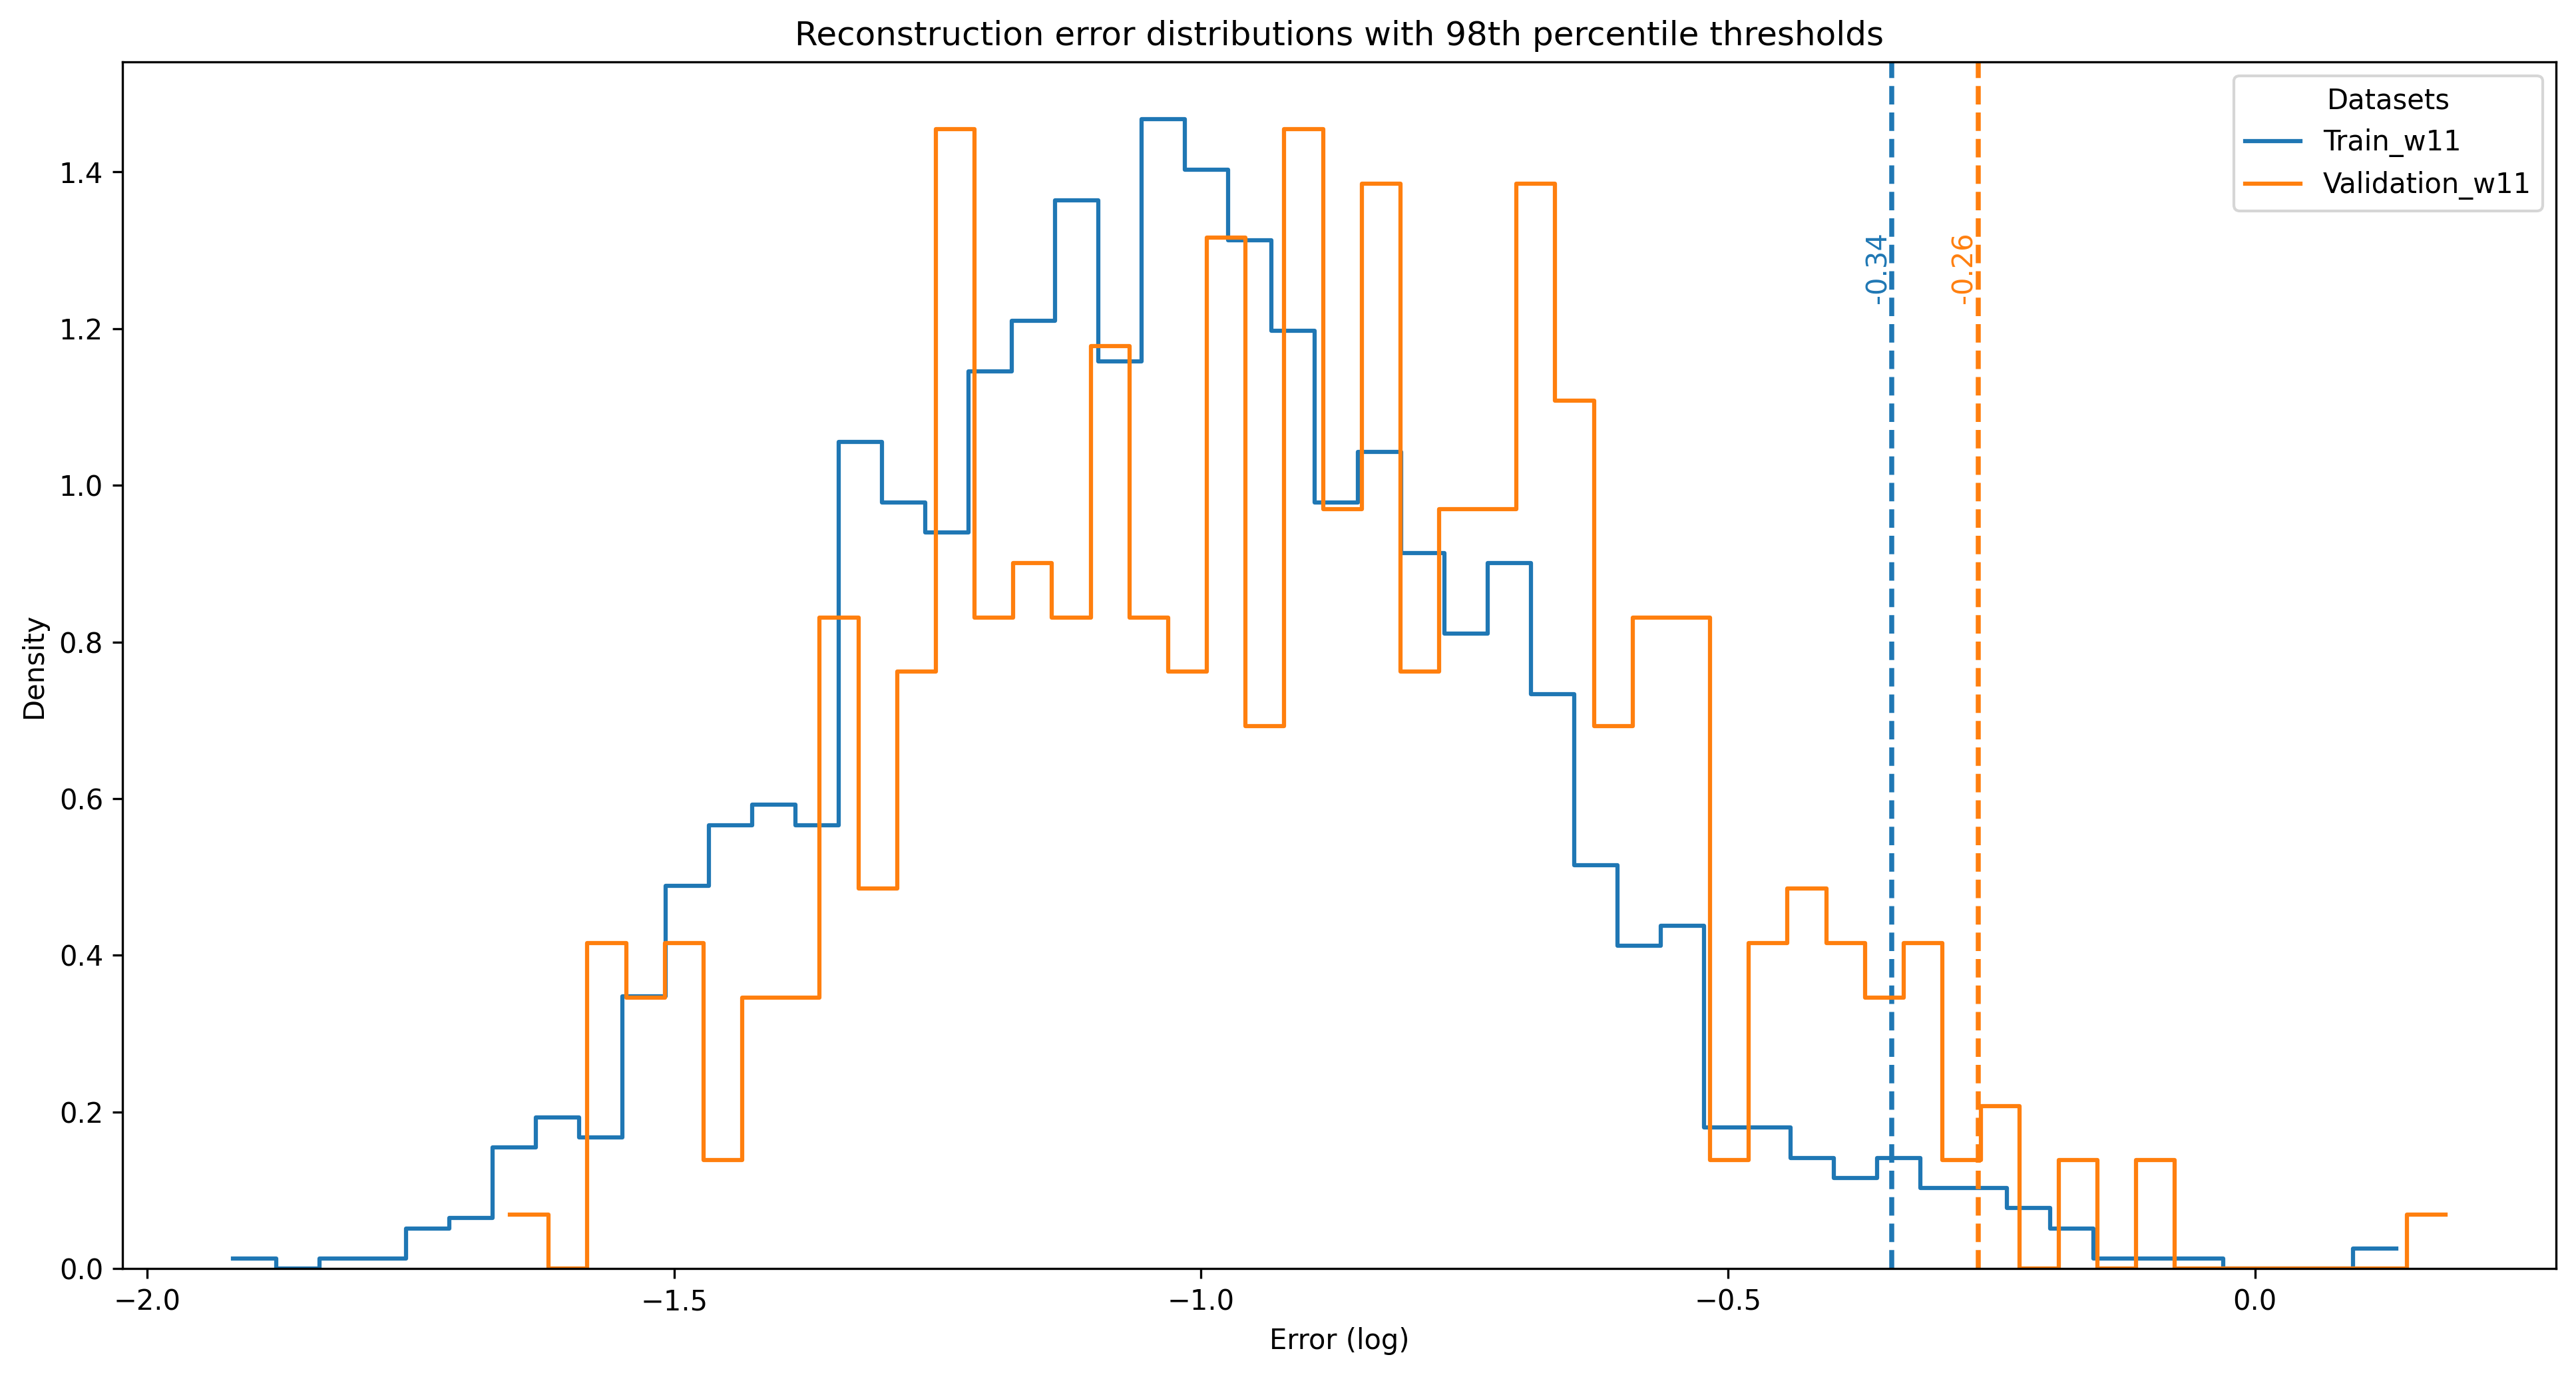 Reconstruction error distributions with 98th percentile thresholds
Datasets
Train_w11
Validation_w11
-0.34
-0.26
Density
1.4
1.2
1.0
0.8
0.6
0.4
0.2
0.0
−2.0
−1.5
−1.0
−0.5
0.0
Error (log)